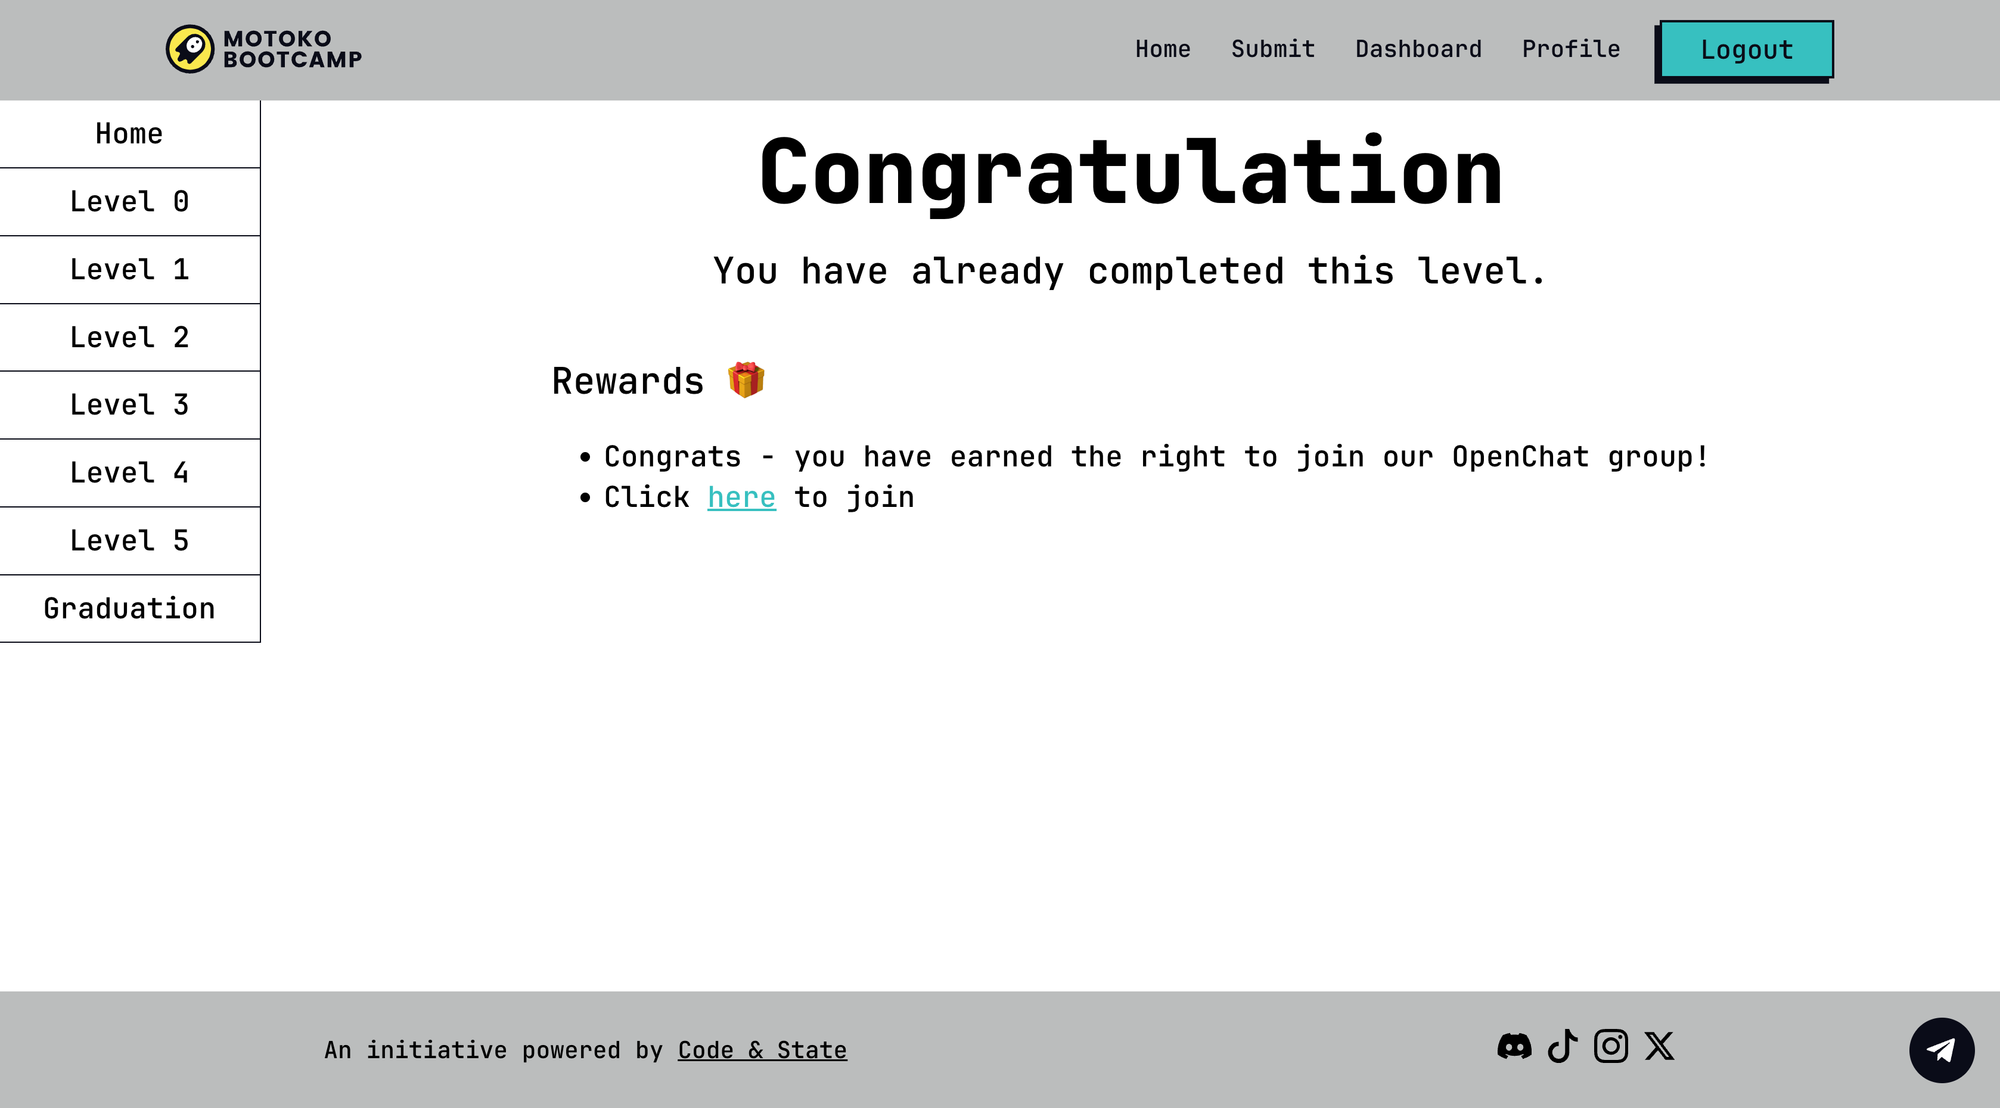 MOTOKO
BOOTCAMP
Home Submit Dashboard Profile Logout
Home
Level 0
Level 1
Level 2
Level 3
Level 4
Level 5
Graduation
Congratulation
You have already completed this level.
Rewards 🎁
• Congrats - you have earned the right to join our OpenChat group!
• Click here to join
An initiative powered by Code & State